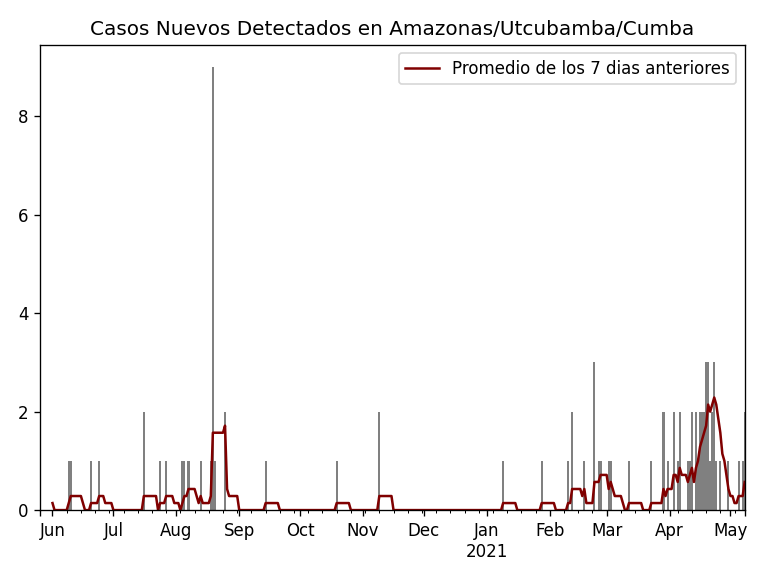 Casos Nuevos Detectados en Amazonas/Utcubamba/Cumba
Promedio de los 7 dias anteriores
8
6
4
2
0
Jun Jul Aug Sep Oct Nov Dec Jan Feb Mar Apr May
2021